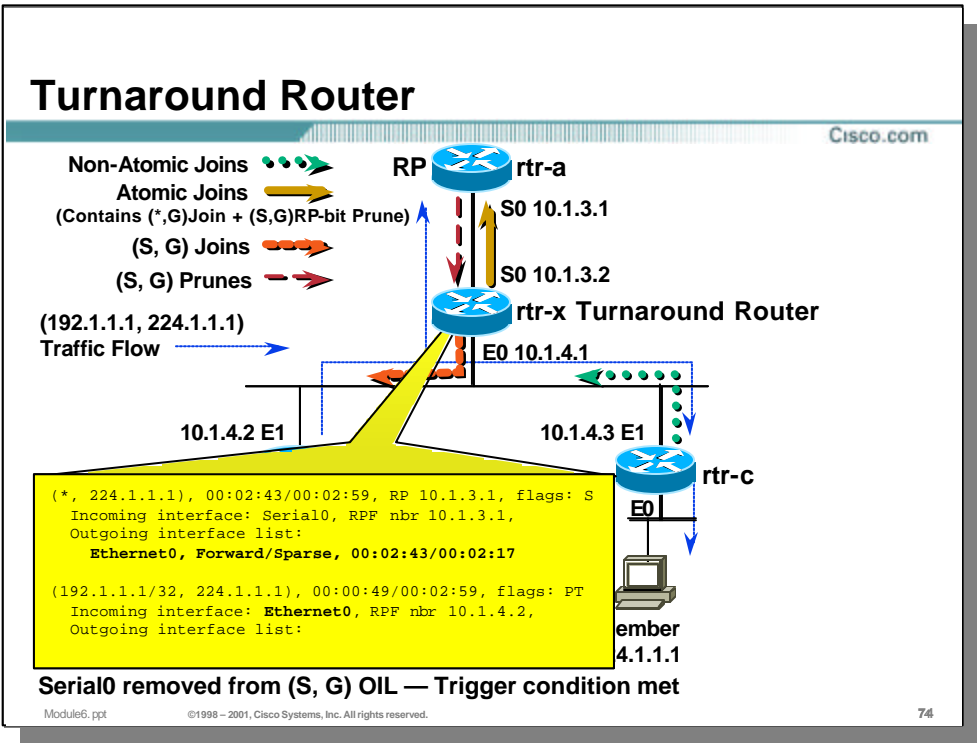 Turnaround Router
Cisco.com
Non-Atomic Joins
Atomic Joins
(Contains (*,G)Join + (S,G)RP-bit Prune)
(S, G) Joins
(S, G) Prunes
(192.1.1.1, 224.1.1.1)
Traffic Flow
RP
rtr-a
S0 10.1.3.1
S0 10.1.3.2
rtr-x Turnaround Router
E0 10.1.4.1
10.1.4.2 E1
10.1.4.3 E1
rtr-c
E0
(*, 224.1.1.1), 00:02:43/00:02:59, RP 10.1.3.1, flags: S
Incoming interface: Serial0, RPF nbr 10.1.3.1,
Outgoing interface list:
Ethernet0, Forward/Sparse, 00:02:43/00:02:17
(192.1.1.1/32, 224.1.1.1), 00:00:49/00:02:59, flags: PT
Incoming interface: Ethernet0, RPF nbr 10.1.4.2,
Outgoing interface list:
ember
4.1.1.1
Serial0 removed from (S, G) OIL — Trigger condition met
Module6.ppt
©1998 – 2001, Cisco Systems, Inc. All rights reserved.
74